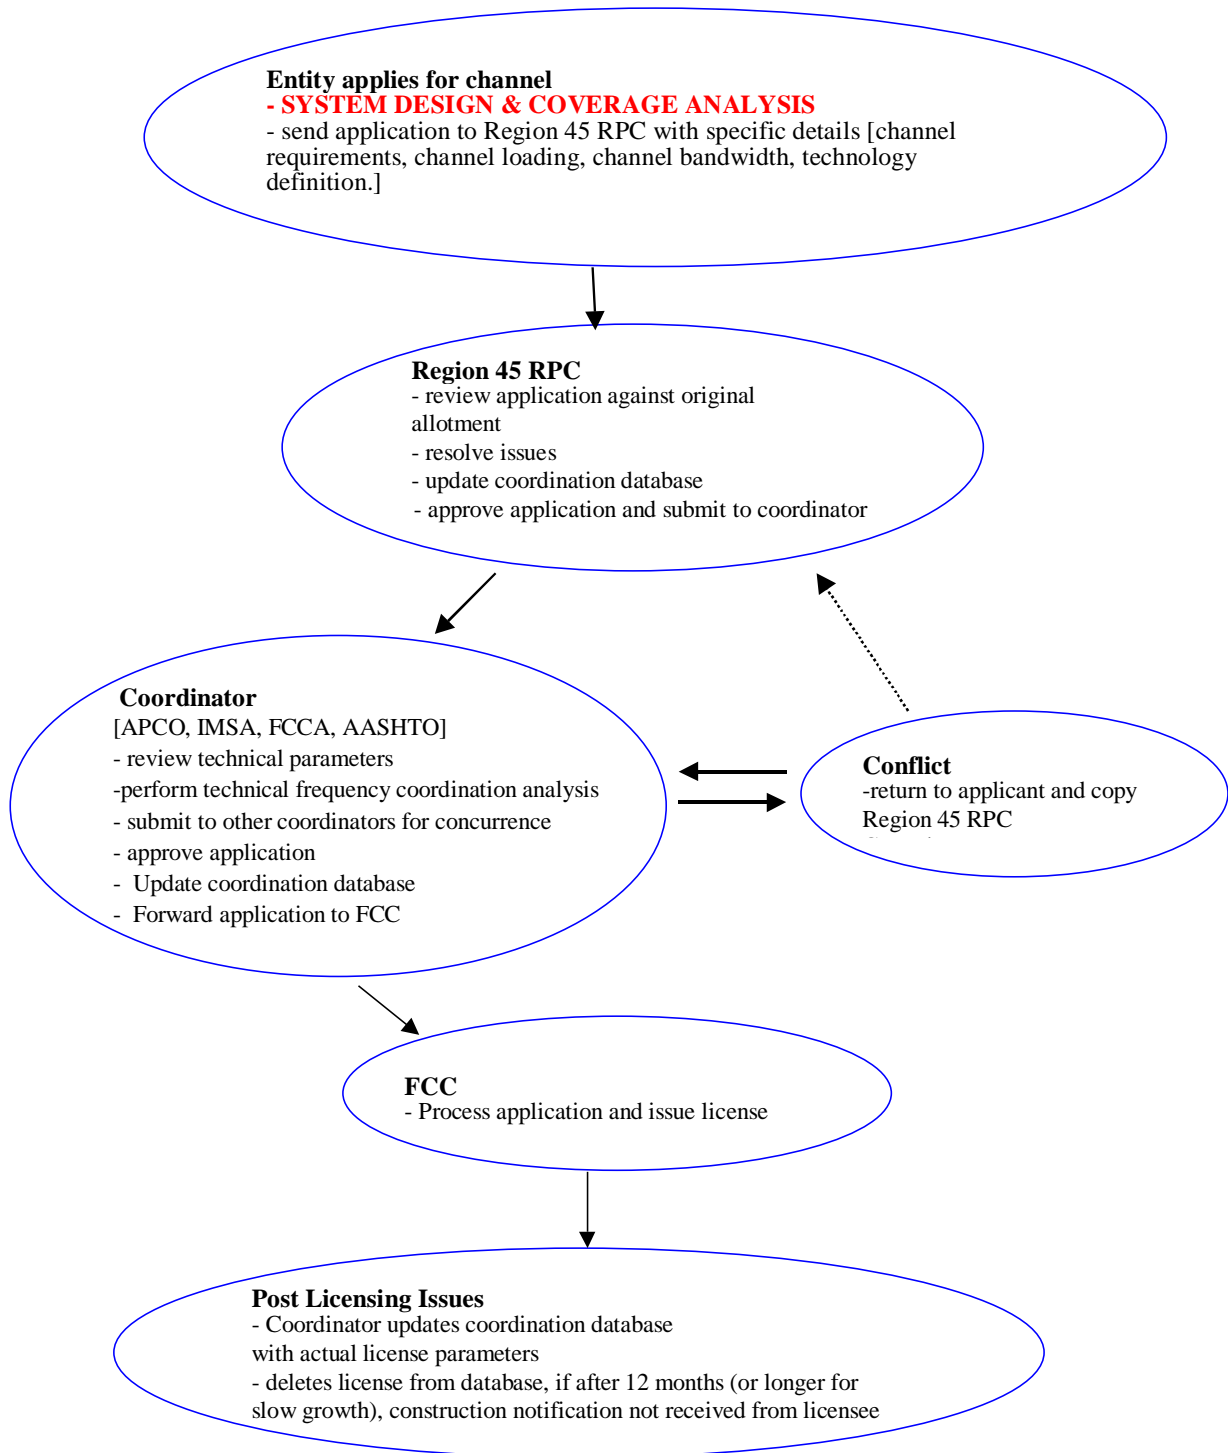 Entity applies for channel
- SYSTEM DESIGN & COVERAGE ANALYSIS
- send application to Region 45 RPC with specific details [channel
requirements, channel loading, channel bandwidth, technology
definition.]
Region 45 RPC
- review application against original
allotment
- resolve issues
- update coordination database
- approve application and submit to coordinator
Coordinator
[APCO, IMSA, FCCA, AASHTO]
- review technical parameters
-perform technical frequency coordination analysis
- submit to other coordinators for concurrence
- approve application
- Update coordination database
- Forward application to FCC
Conflict
-return to applicant and copy
Region 45 RPC
FCC
- Process application and issue license
Post Licensing Issues
- Coordinator updates coordination database
with actual license parameters
- deletes license from database, if after 12 months (or longer for
slow growth), construction notification not received from licensee